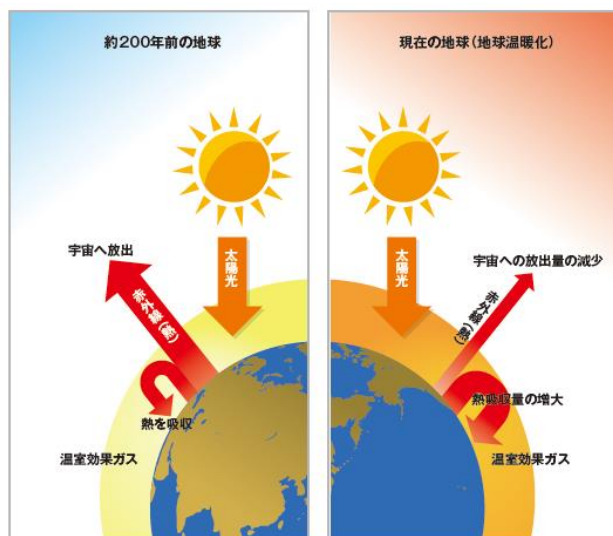 約200年前の地球
太陽光
宇宙へ放出
赤外線(熱)
熱を吸収
温室効果ガス
現在の地球(地球温暖化)
太陽光
宇宙への放出量の減少
赤外線(熱)
熱吸収量の増大
温室効果ガス